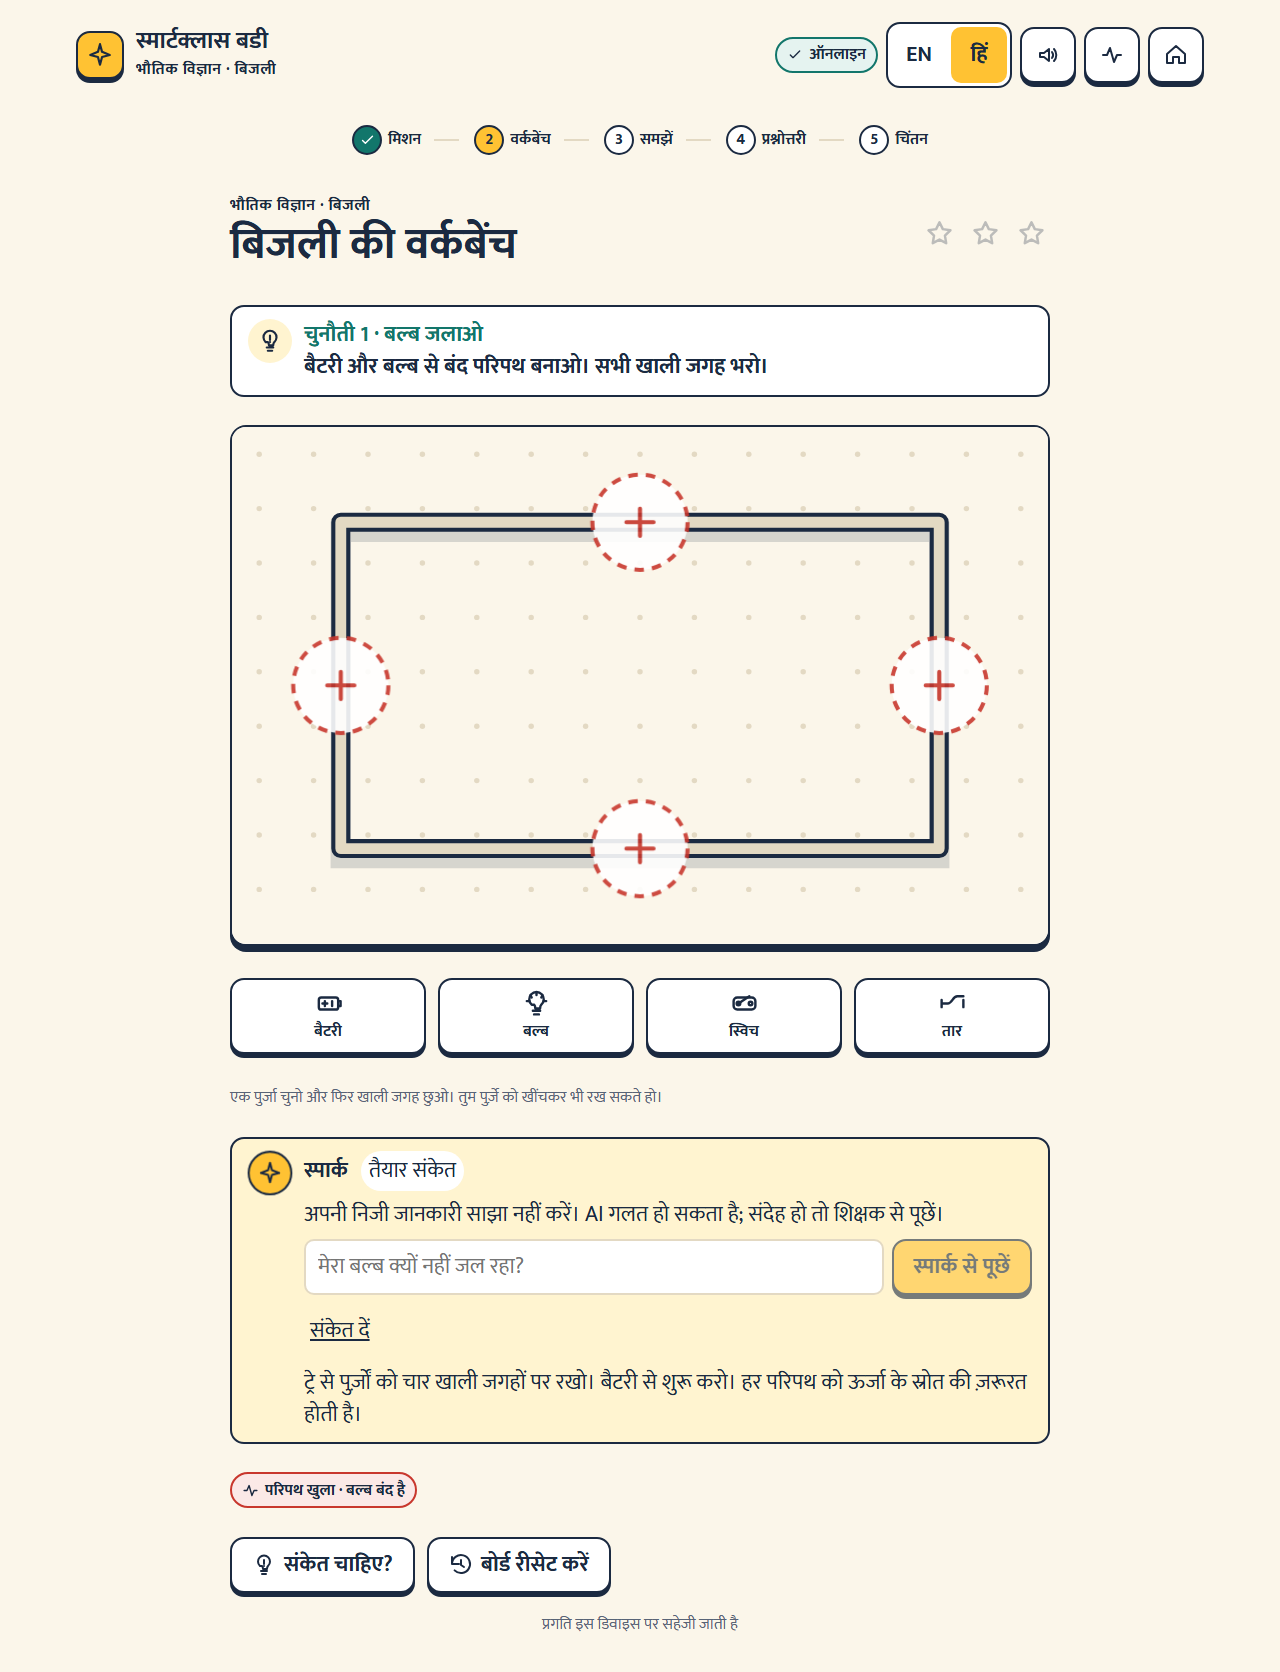 स्मार्टक्लास बडी
भौतिक विज्ञान · बिजली
ऑनलाइन
EN
हिं
मिशन
2 वर्कबेंच
3 समझें
4 प्रश्नोत्तरी
5 चिंतन
भौतिक विज्ञान · बिजली
बिजली की वर्कबेंच
चुनौती 1 · बल्ब जलाओ
बैटरी और बल्ब से बंद परिपथ बनाओ। सभी खाली जगह भरो।
बैटरी
बल्ब
स्विच
तार
एक पुर्जा चुनो और फिर खाली जगह छुओ। तुम पुर्ज़े को खींचकर भी रख सकते हो।
स्पार्क तैयार संकेत
अपनी निजी जानकारी साझा नहीं करें। AI गलत हो सकता है; संदेह हो तो शिक्षक से पूछें।
मेरा बल्ब क्यों नहीं जल रहा?
स्पार्क से पूछें
संकेत दें
ट्रे से पुर्ज़ों को चार खाली जगहों पर रखो। बैटरी से शुरू करो। हर परिपथ को ऊर्जा के स्रोत की ज़रूरत
होती है।
परिपथ खुला · बल्ब बंद है
संकेत चाहिए?
बोर्ड रीसेट करें
प्रगति इस डिवाइस पर सहेजी जाती है